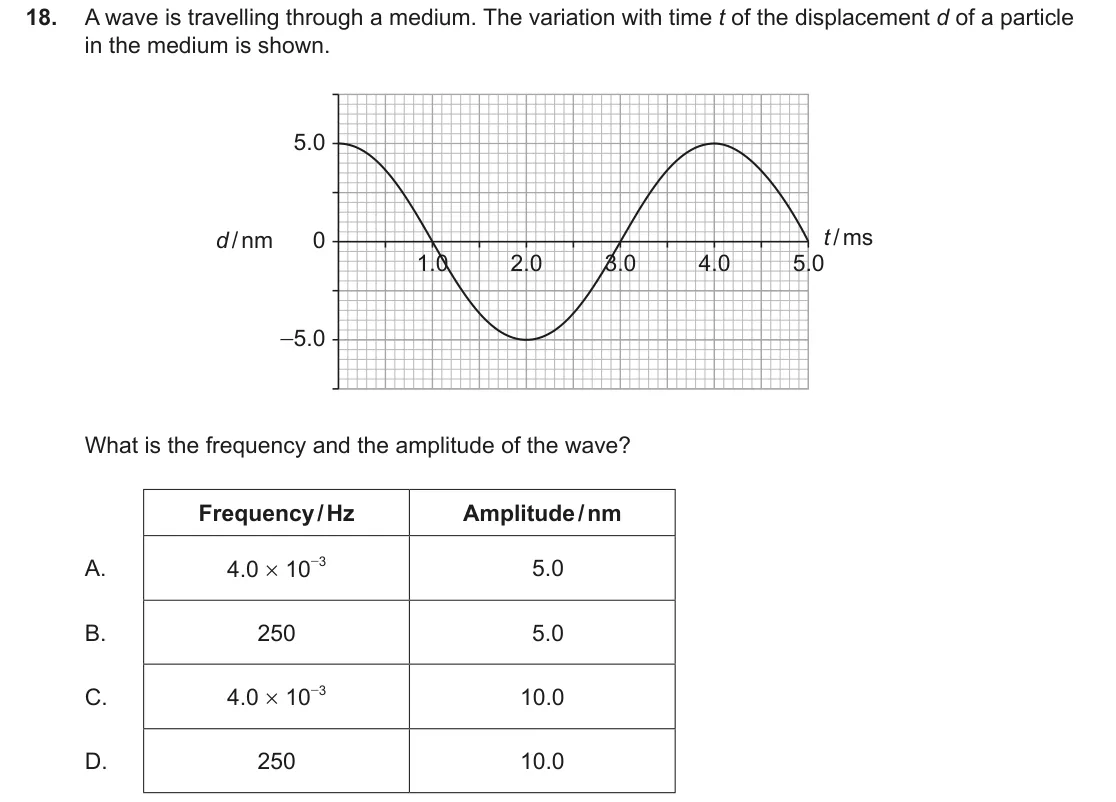 18. A wave is travelling through a medium. The variation with time t of the displacement d of a particle
in the medium is shown.
5.0
d / nm 0 t / ms
1.0 2.0 3.0 4.0 5.0
–5.0
What is the frequency and the amplitude of the wave?
Frequency / Hz Amplitude / nm
A. 4.0 × 10⁻³ 5.0
B. 250 5.0
C. 4.0 × 10⁻³ 10.0
D. 250 10.0